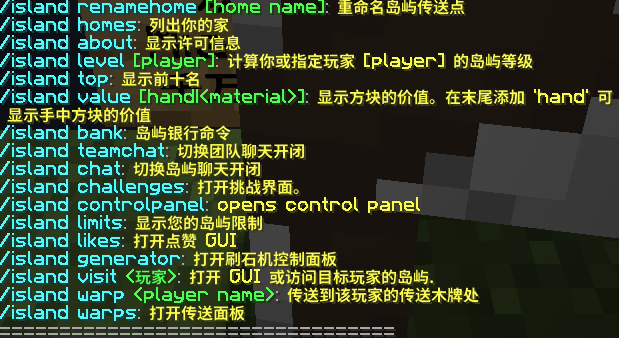 /island renamehome [home name]: 重命名岛屿传送点
/island homes: 列出你的家
/island about: 显示许可信息
/island level [player]: 计算你或指定玩家 [player] 的岛屿等级
/island top: 显示前十名
/island value [hand|<material>]: 显示方块的价值。在末尾添加 'hand' 可
显示手中方块的价值
/island bank: 岛屿银行命令
/island teamchat: 切换团队聊天开闭
/island chat: 切换岛屿聊天开闭
/island challenges: 打开挑战界面。
/island controlpanel: opens control panel
/island limits: 显示您的岛屿限制
/island likes: 打开点赞 GUI
/island generator: 打开刷石机控制面板
/island visit <玩家>: 打开 GUI 或访问目标玩家的岛屿.
/island warp <player name>: 传送到该玩家的传送木牌处
/island warps: 打开传送面板
=================================